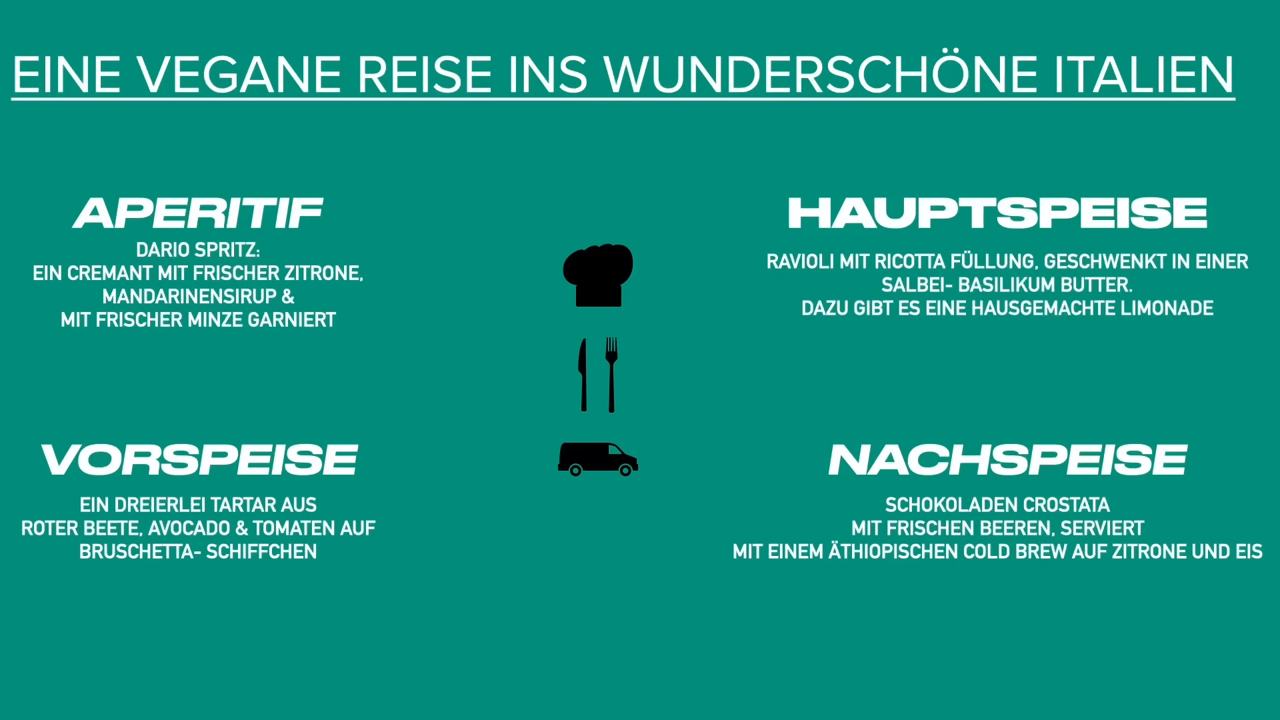 EINE VEGANE REISE INS WUNDERSCHÖNE ITALIEN
APERITIF
DARIO SPRITZ:
EIN CREMANT MIT FRISCHER ZITRONE,
MANDARINENSIRUP &
MIT FRISCHER MINZE GARNIERT
VORSPEISE
EIN DREIERLEI TARTAR AUS
ROTER BEETE, AVOCADO & TOMATEN AUF
BRUSCHETTA- SCHIFFCHEN
HAUPTSPEISE
RAVIOLI MIT RICOTTA FÜLLUNG, GESCHWENKT IN EINER
SALBEI- BASILIKUM BUTTER.
DAZU GIBT ES EINE HAUSGEMACHTE LIMONADE
NACHSPEISE
SCHOKOLADEN CROSTATA
MIT FRISCHEN BEEREN, SERVIERT
MIT EINEM ÄTHIOPISCHEN COLD BREW AUF ZITRONE UND EIS